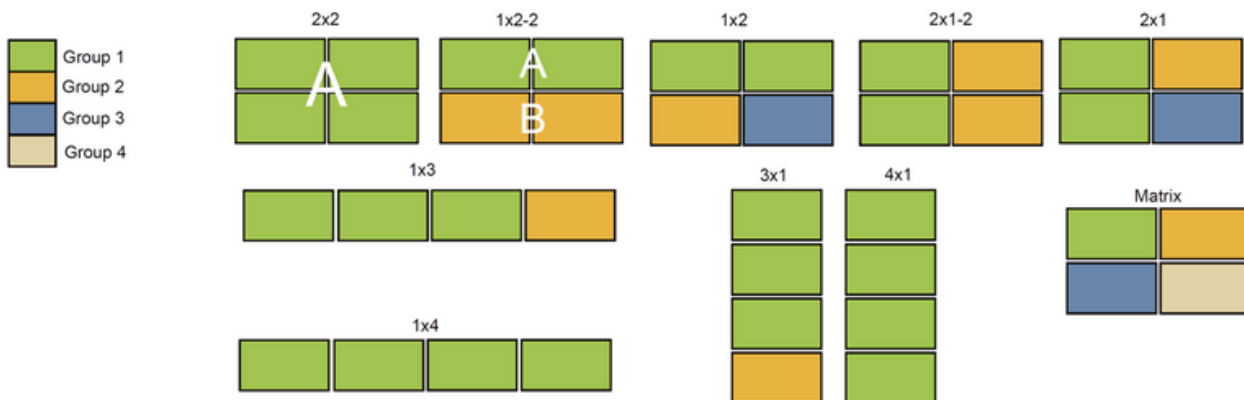 2x2
1x2-2
1x2
2x1-2
2x1
Group 1
Group 2
Group 3
Group 4
A
A
B
1x3
3x1
4x1
Matrix
1x4